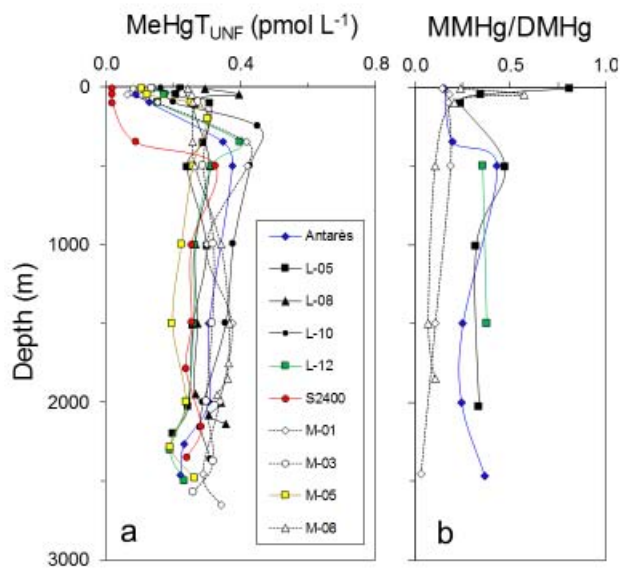 MeHgT_UNF (pmol L⁻¹)
MMHg/DMHg
0.0
0.4
0.8
0.0
0.5
1.0
0
1000
2000
3000
Depth (m)
Antarès
L-05
L-08
L-10
L-12
S2400
M-01
M-03
M-05
M-08
a
b